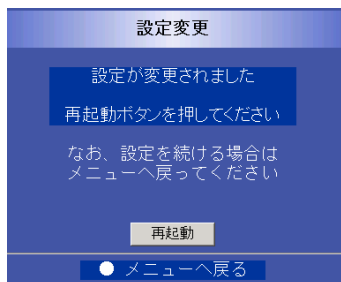 設定変更
設定が変更されました
再起動ボタンを押してください
なお、設定を続ける場合は
メニューへ戻ってください
再起動
● メニューへ戻る